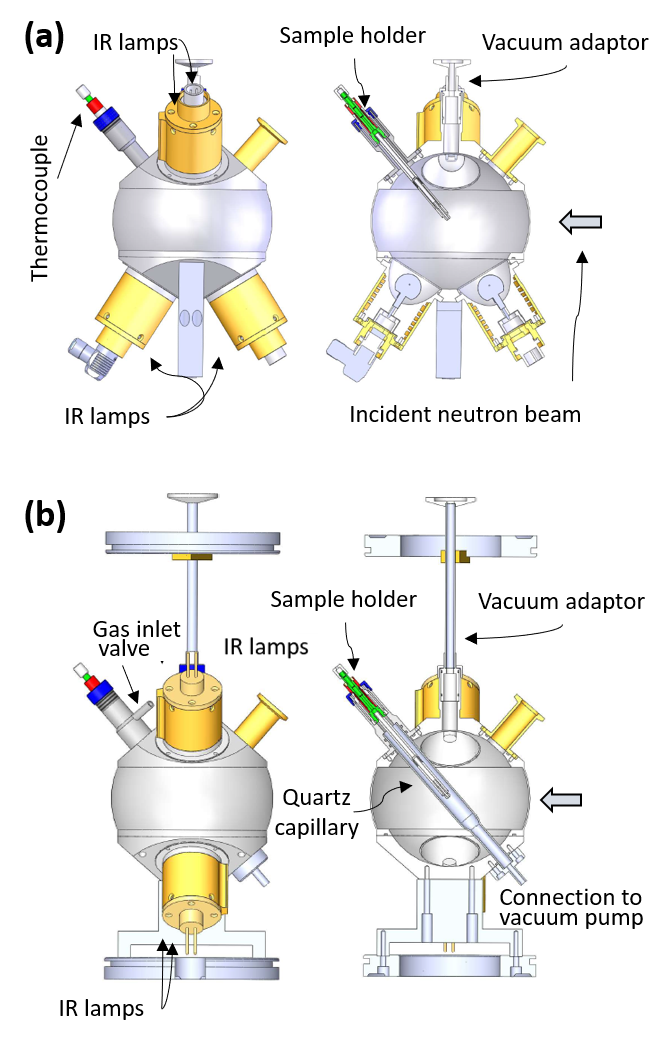 (a)
IR lamps
Sample holder
Vacuum adaptor
Thermocouple
IR lamps
Incident neutron beam
(b)
Sample holder
Vacuum adaptor
Gas inlet
valve
IR lamps
Quartz
capillary
Connection to
vacuum pump
IR lamps